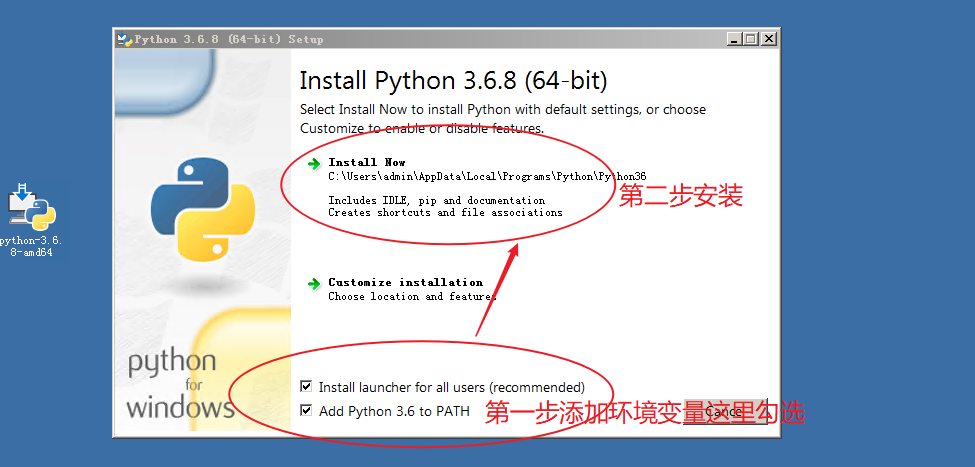 Python 3.6.8 (64-bit) Setup
Install Python 3.6.8 (64-bit)
Select Install Now to install Python with default settings, or choose
Customize to enable or disable features.
Install Now
C:\Users\admin\AppData\Local\Programs\Python\Python36
第二步安装
Includes IDLE, pip and documentation
Creates shortcuts and file associations
python-3.6.
8-amd64
Customize installation
Choose location and features
python
for
windows
Install launcher for all users (recommended)
Add Python 3.6 to PATH
第一步添加环境变量这里勾选
Cancel